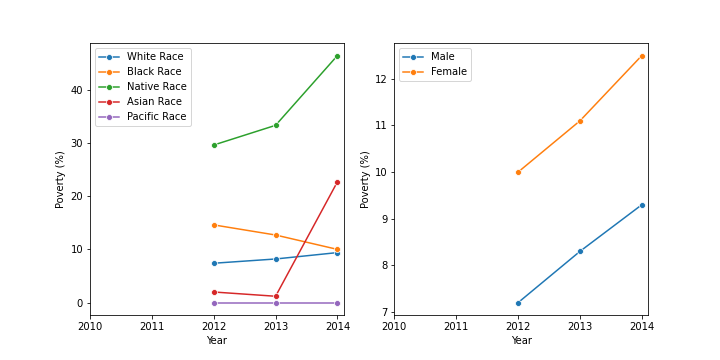 White Race
Black Race
Native Race
Asian Race
Pacific Race
Poverty (%)
40
30
20
10
0
2010 2011 2012 2013 2014
Year
Male
Female
Poverty (%)
12
11
10
9
8
7
2010 2011 2012 2013 2014
Year